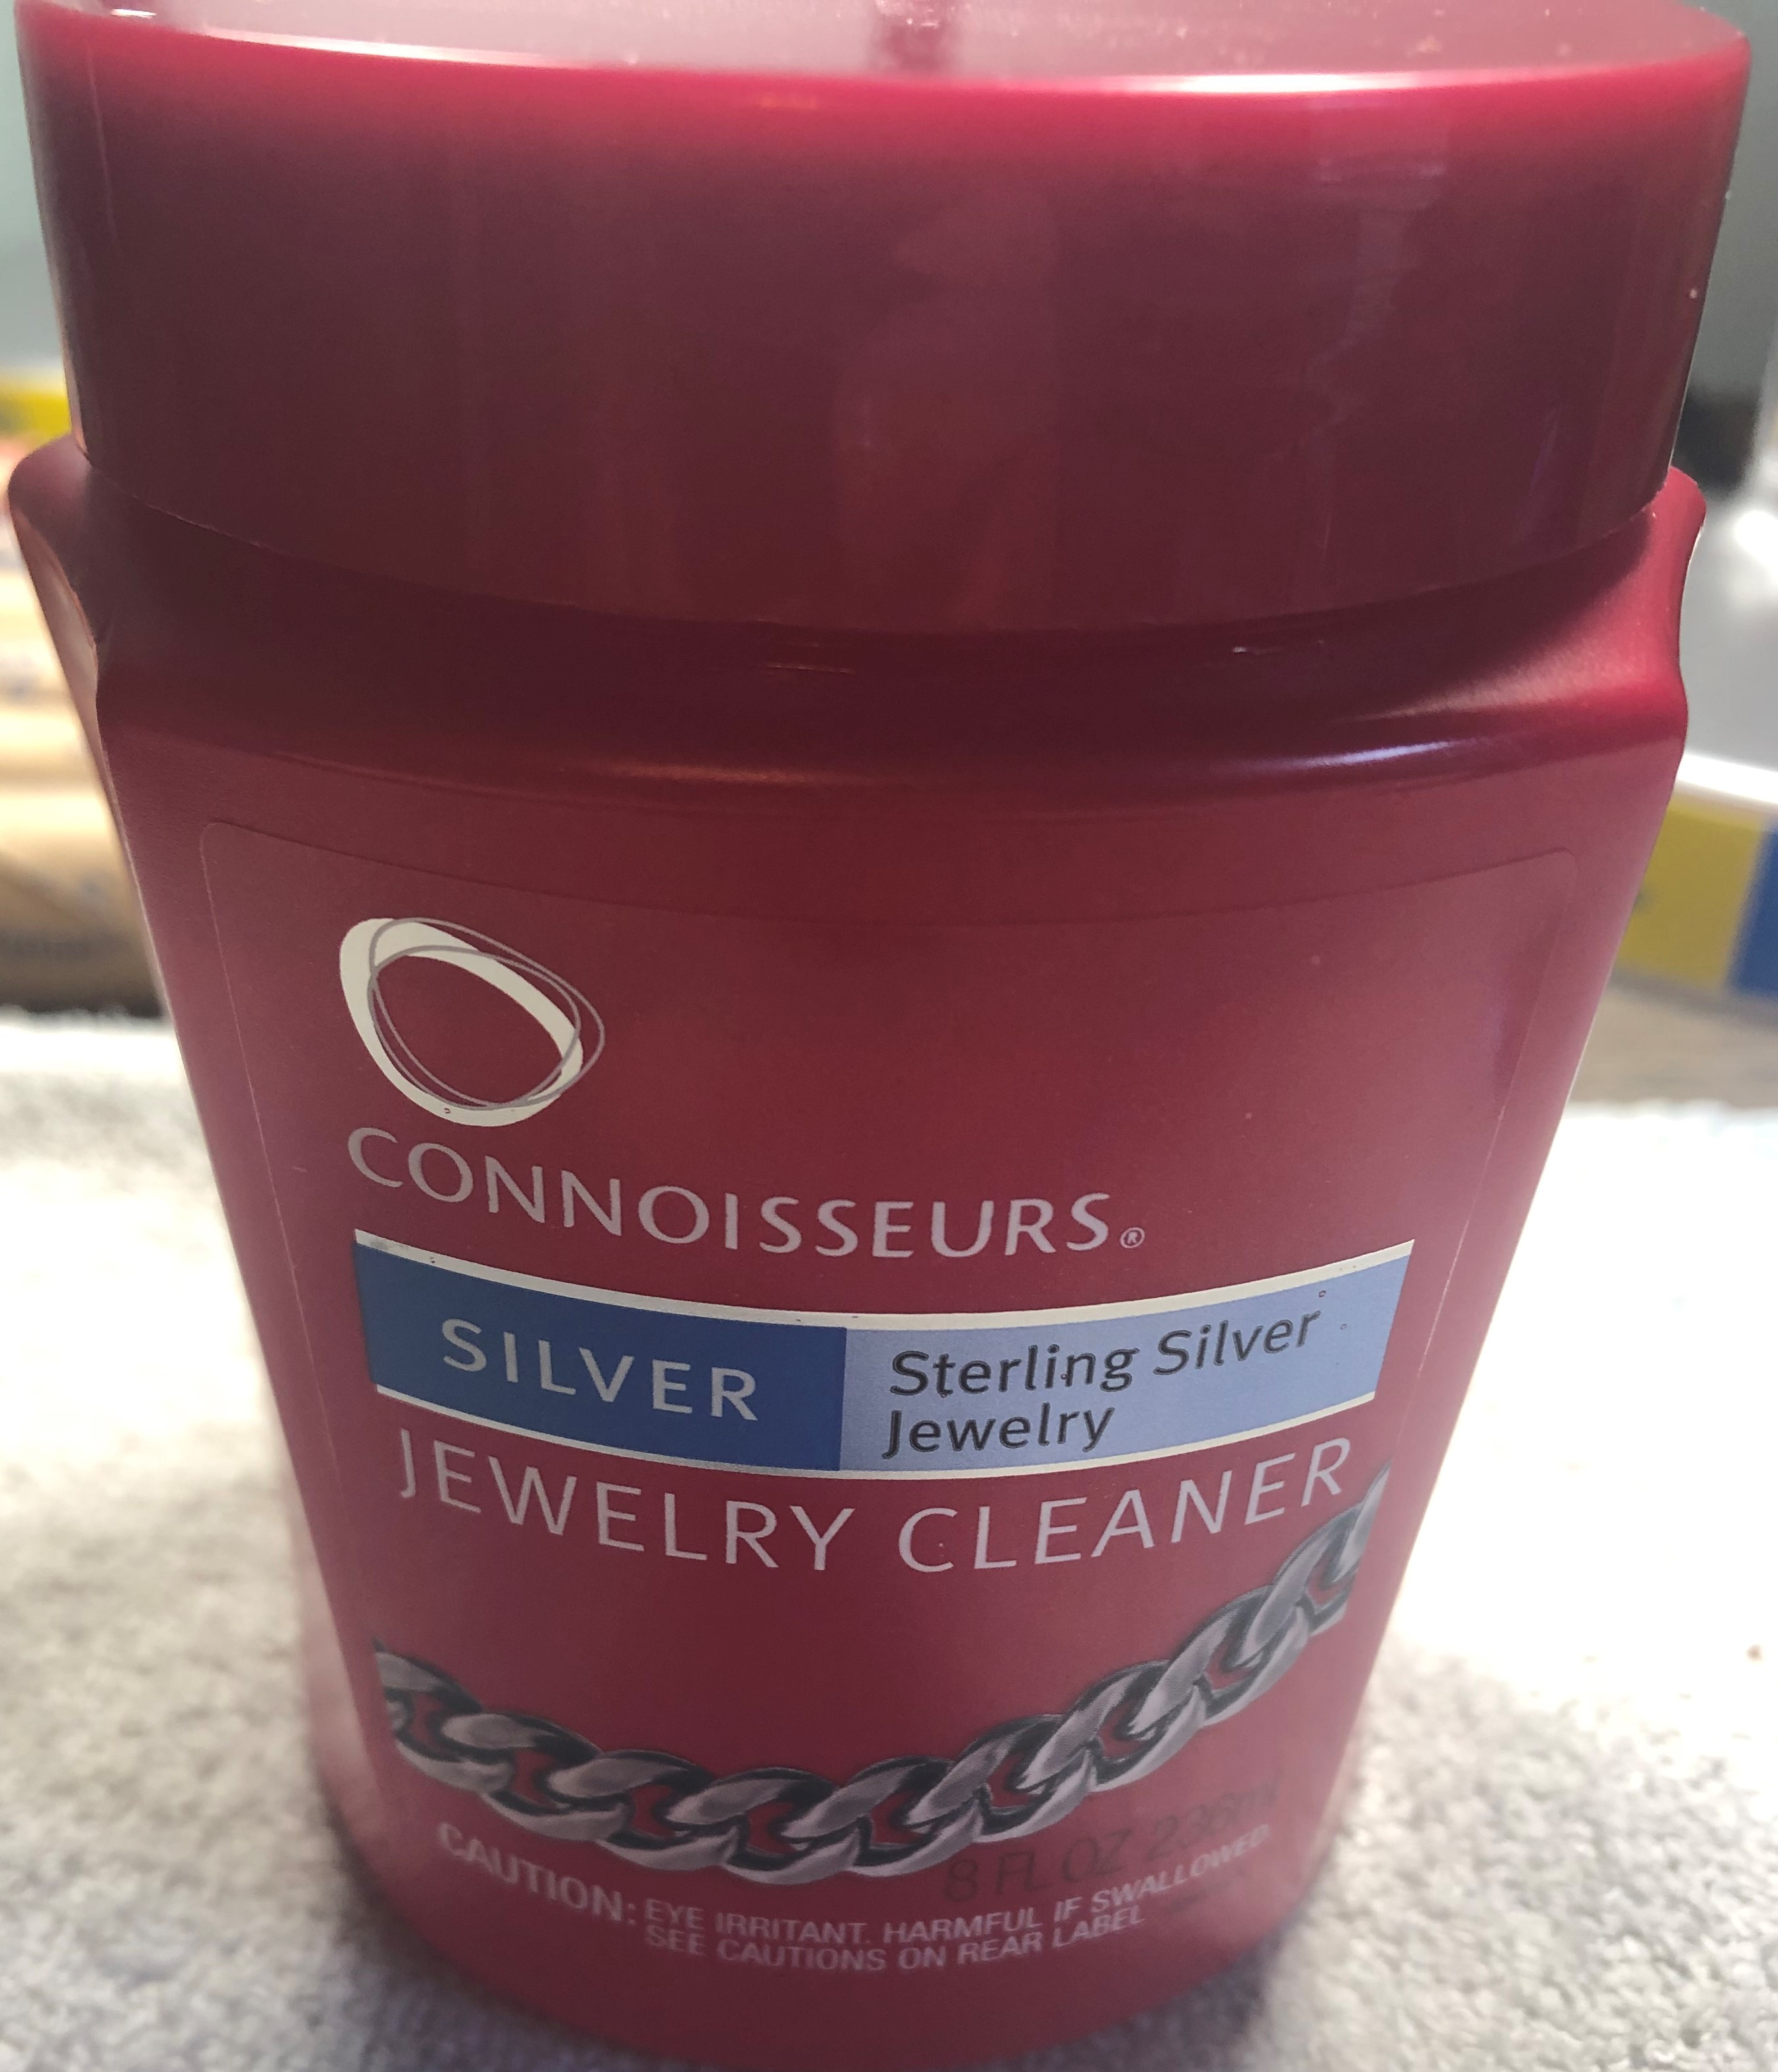 CONNOISSEURS®
SILVER
Sterling Silver
Jewelry
JEWELRY CLEANER
8 FL OZ 236ml
CAUTION: EYE IRRITANT. HARMFUL IF SWALLOWED.
SEE CAUTIONS ON REAR LABEL